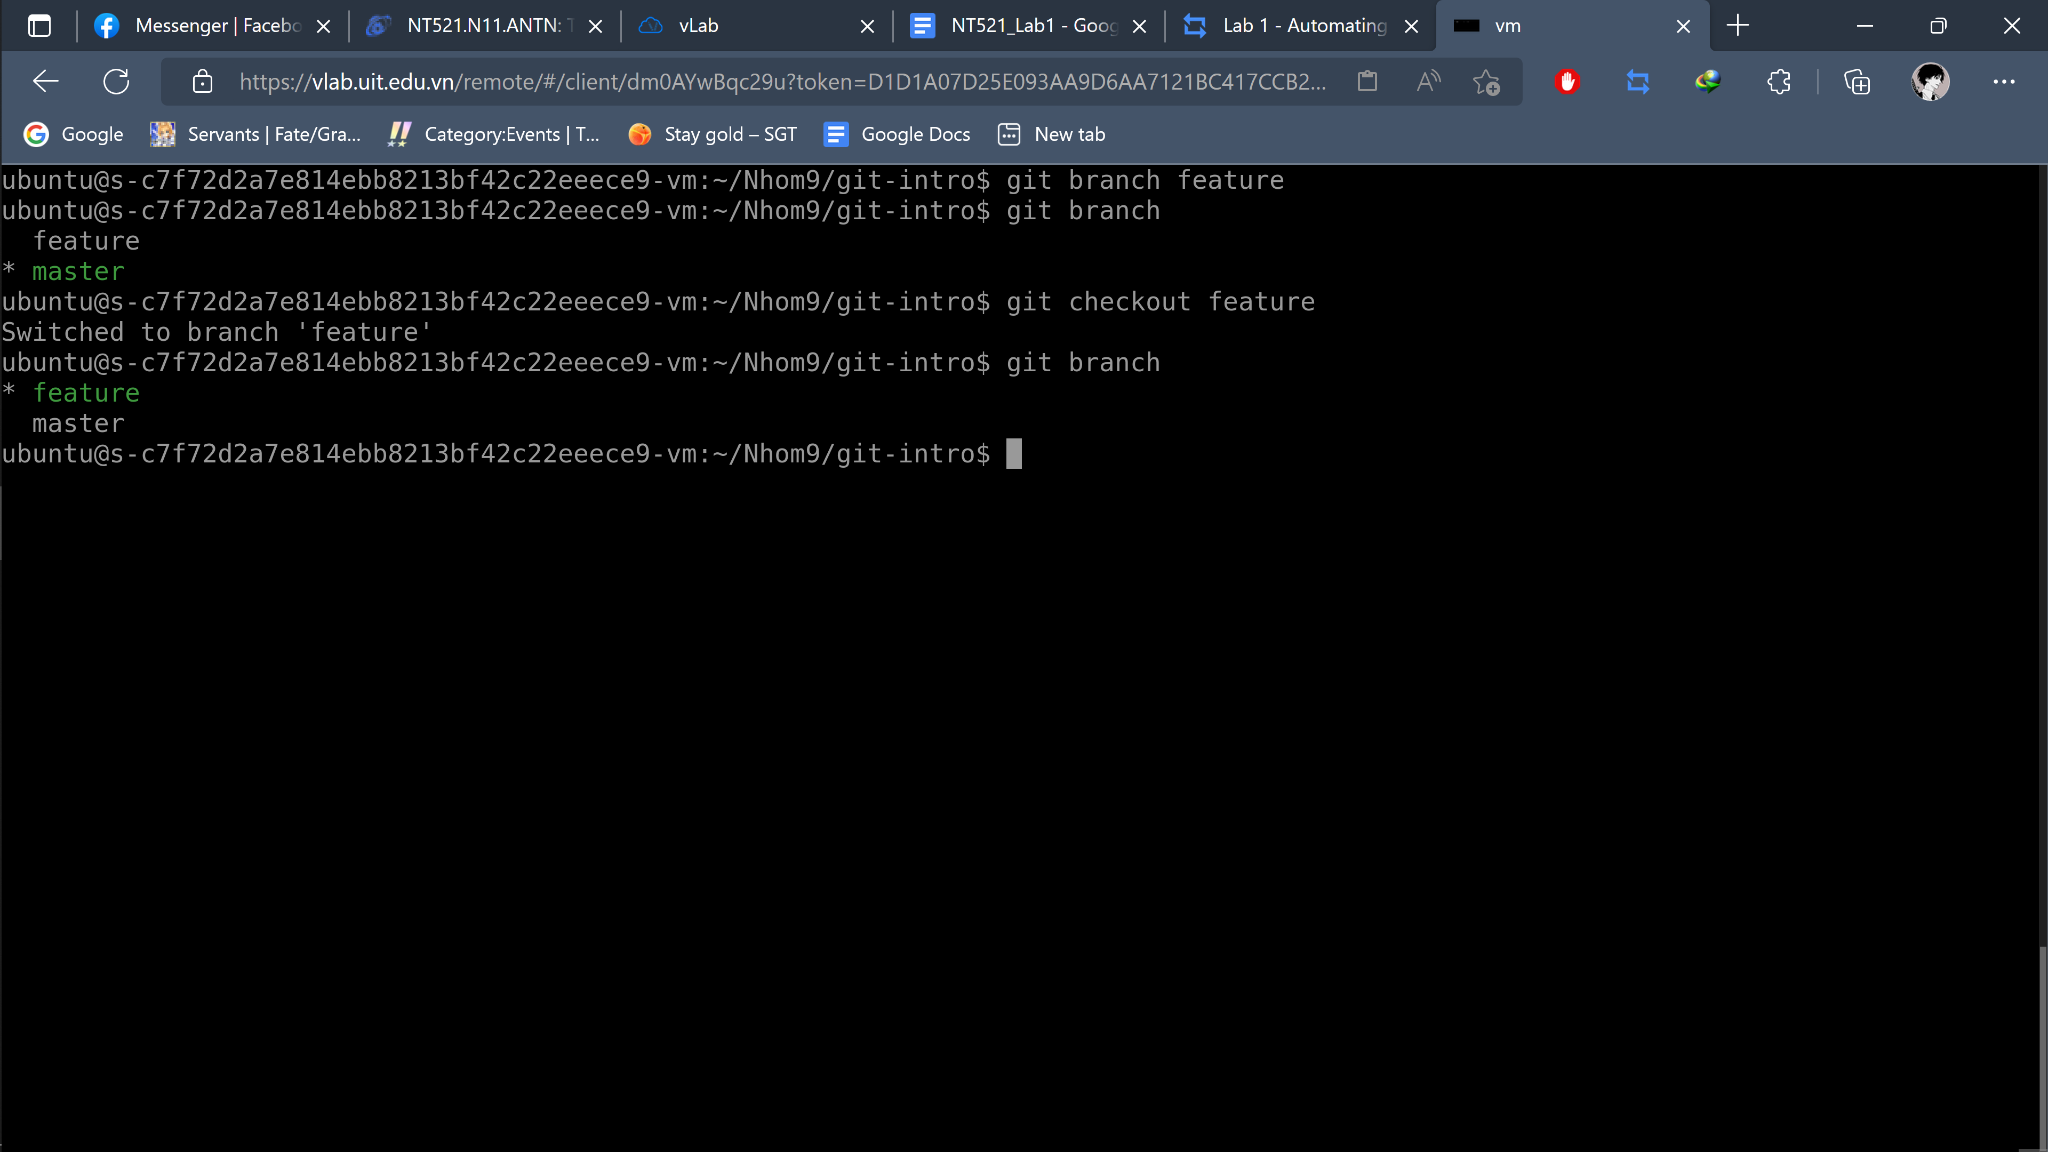 Messenger | Facebo
NT521.N11.ANTN: T
vLab
NT521_Lab1 - Goog
Lab 1 - Automating
vm
https://vlab.uit.edu.vn/remote/#/client/dm0AYwBqc29u?token=D1D1A07D25E093AA9D6AA7121BC417CCB2...
Google
Servants | Fate/Gra...
Category:Events | T...
Stay gold – SGT
Google Docs
New tab
ubuntu@s-c7f72d2a7e814ebb8213bf42c22eeece9-vm:~/Nhom9/git-intro$ git branch feature
ubuntu@s-c7f72d2a7e814ebb8213bf42c22eeece9-vm:~/Nhom9/git-intro$ git branch
  feature
* master
ubuntu@s-c7f72d2a7e814ebb8213bf42c22eeece9-vm:~/Nhom9/git-intro$ git checkout feature
Switched to branch 'feature'
ubuntu@s-c7f72d2a7e814ebb8213bf42c22eeece9-vm:~/Nhom9/git-intro$ git branch
* feature
  master
ubuntu@s-c7f72d2a7e814ebb8213bf42c22eeece9-vm:~/Nhom9/git-intro$